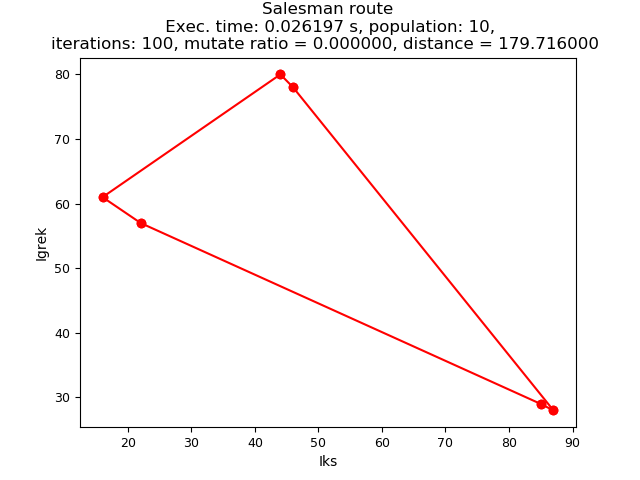 Salesman route
Exec. time: 0.026197 s, population: 10,
iterations: 100, mutate ratio = 0.000000, distance = 179.716000
80
70
60
50
40
30
Igrek
20 30 40 50 60 70 80 90
Iks